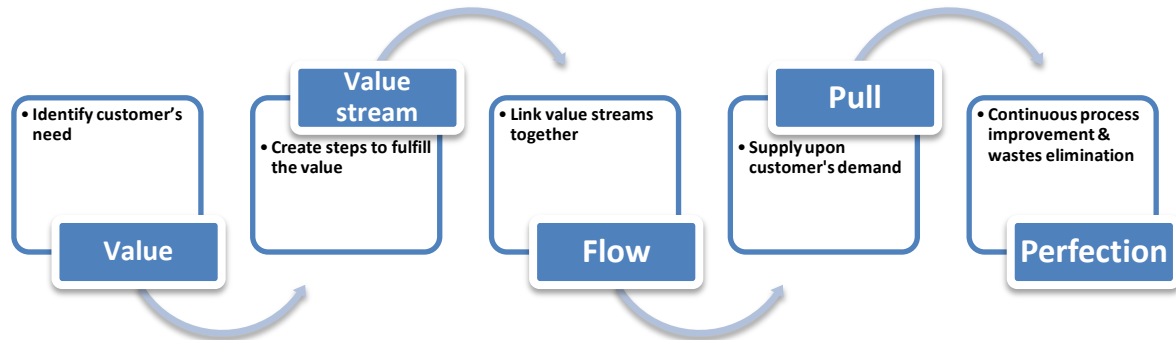 • Identify customer's
need
Value
Value
stream
• Create steps to fulfill
the value
• Link value streams
together
Flow
Pull
• Supply upon
customer's demand
• Continuous process
improvement &
wastes elimination
Perfection